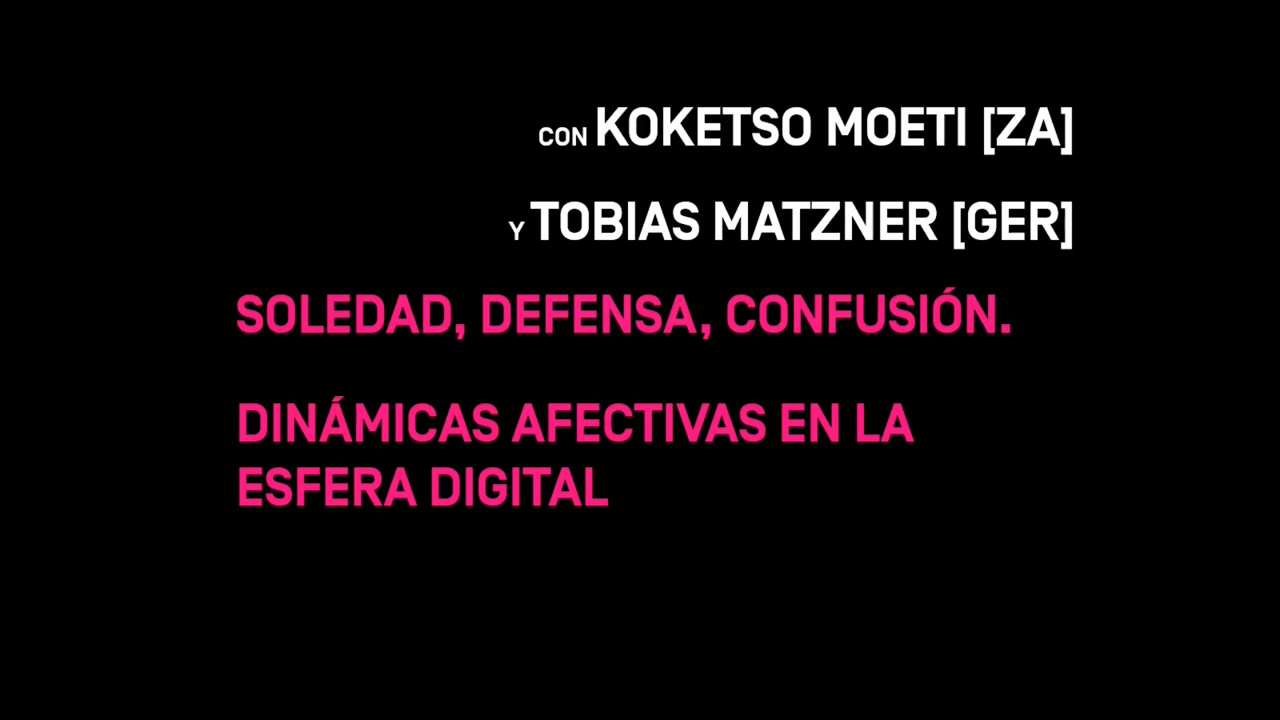 CON KOKETSO MOETI [ZA]
Y TOBIAS MATZNER [GER]
SOLEDAD, DEFENSA, CONFUSIÓN.
DINÁMICAS AFECTIVAS EN LA
ESFERA DIGITAL